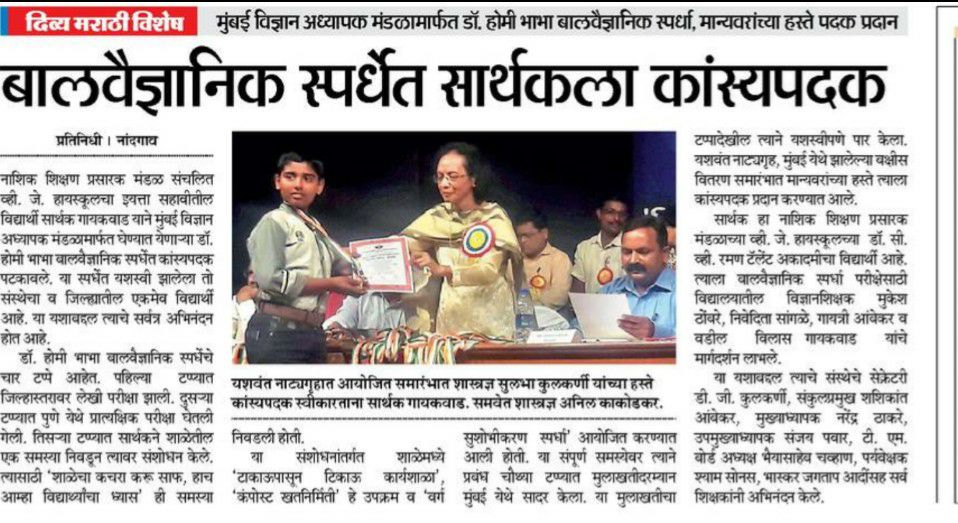 दिव्य मराठी विशेष
मुंबई विज्ञान अध्यापक मंडळामार्फत डॉ. होमी भाभा बालवैज्ञानिक स्पर्धा, मान्यवरांच्या हस्ते पदक प्रदान
बालवैज्ञानिक स्पर्धेत सार्थकला कांस्यपदक
प्रतिनिधी । नांदगाव
नाशिक शिक्षण प्रसारक मंडळ संचलित
व्ही. जे. हायस्कूलचा इयत्ता सहावीतील
विद्यार्थी सार्थक गायकवाड याने मुंबई विज्ञान
अध्यापक मंडळामार्फत घेण्यात येणाऱ्या डॉ.
होमी भाभा बालवैज्ञानिक स्पर्धेत कांस्यपदक
पटकावले. या स्पर्धेत यशस्वी झालेला तो
संस्थेचा व जिल्ह्यातील एकमेव विद्यार्थी
आहे. या यशाबद्दल त्याचे सर्वत्र अभिनंदन
होत आहे.
डॉ. होमी भाभा बालवैज्ञानिक स्पर्धेचे
चार टप्पे आहेत. पहिल्या टप्प्यात
जिल्हास्तरावर लेखी परीक्षा झाली. दुसऱ्या
टप्प्यात पुणे येथे प्रात्यक्षिक परीक्षा घेतली
गेली. तिसऱ्या टप्प्यात सार्थकने शाळेतील
एक समस्या निवडून त्यावर संशोधन केले.
त्यासाठी 'शाळेचा कचरा करू साफ, हाच
आम्हा विद्यार्थ्यांचा ध्यास' ही समस्या
यशवंत नाट्यगृहात आयोजित समारंभात शास्त्रज्ञ सुलभा कुलकर्णी यांच्या हस्ते
कांस्यपदक स्वीकारताना सार्थक गायकवाड. समवेत शास्त्रज्ञ अनिल काकोडकर.
निवडली होती.
या संशोधनांतर्गत शाळेमध्ये
'टाकाऊपासून टिकाऊ कार्यशाळा',
'कंपोस्ट खतनिर्मिती' हे उपक्रम व 'वर्ग
सुशोभीकरण स्पर्धा' आयोजित करण्यात
आली होती. या संपूर्ण समस्येवर त्याने
प्रबंध चौथ्या टप्प्यात मुलाखतीदरम्यान
मुंबई येथे सादर केला. या मुलाखतीचा
टप्पादेखील त्याने यशस्वीपणे पार केला.
यशवंत नाट्यगृह, मुंबई येथे झालेल्या बक्षीस
वितरण समारंभात मान्यवरांच्या हस्ते त्याला
कांस्यपदक प्रदान करण्यात आले.
सार्थक हा नाशिक शिक्षण प्रसारक
मंडळाच्या व्ही. जे. हायस्कूलच्या डॉ. सी.
व्ही. रमण टॅलेंट अकादमीचा विद्यार्थी आहे.
त्याला बालवैज्ञानिक स्पर्धा परीक्षेसाठी
विद्यालयातील विज्ञानशिक्षक मुकेश
ठोंबरे, निवेदिता सांगळे, गायत्री आंबेकर व
वडील विलास गायकवाड यांचे
मार्गदर्शन लाभले.
या यशाबद्दल त्याचे संस्थेचे सेक्रेटरी
डी. जी. कुलकर्णी, संकुलप्रमुख शशिकांत
आंबेकर, मुख्याध्यापक नरेंद्र ठाकरे,
उपमुख्याध्यापक संजय पवार, टी. एम.
बोर्ड अध्यक्ष भैयासाहेब चव्हाण, पर्यवेक्षक
श्याम सोनस, भास्कर जगताप आदींसह सर्व
शिक्षकांनी अभिनंदन केले.